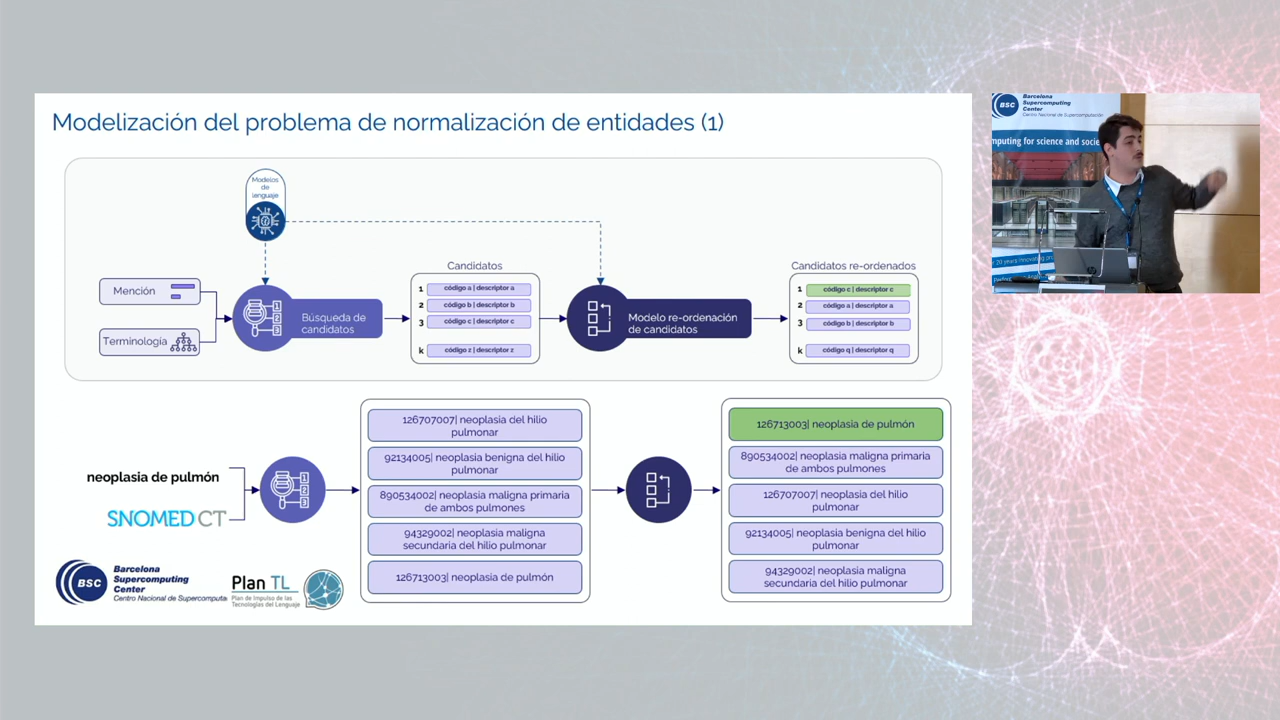 Modelización del problema de normalización de entidades (1)
Modelos
de
lenguaje
Mención
Terminología
Búsqueda de
candidatos
Candidatos
1 código a | descriptor a
2 código b | descriptor b
3 código c | descriptor c
k código z | descriptor z
Modelo re-ordenación
de candidatos
Candidatos re-ordenados
1 código c | descriptor c
2 código a | descriptor a
3 código b | descriptor b
k código q | descriptor q
neoplasia de pulmón
SNOMED CT
126707007| neoplasia del hilio
pulmonar
92134005| neoplasia benigna del hilio
pulmonar
890534002| neoplasia maligna primaria
de ambos pulmones
94329002| neoplasia maligna
secundaria del hilio pulmonar
126713003| neoplasia de pulmón
126713003| neoplasia de pulmón
890534002| neoplasia maligna primaria
de ambos pulmones
126707007| neoplasia del hilio
pulmonar
92134005| neoplasia benigna del hilio
pulmonar
94329002| neoplasia maligna
secundaria del hilio pulmonar
BSC
Barcelona
Supercomputing
Center
Centro Nacional de Supercomputa
Plan TL
Plan de Impulso de las
Tecnologías del Lenguaje
BSC
Barcelona
Supercomputing
Center
Centro Nacional de Supercomputación
mputing for science and socie
20 years innovating